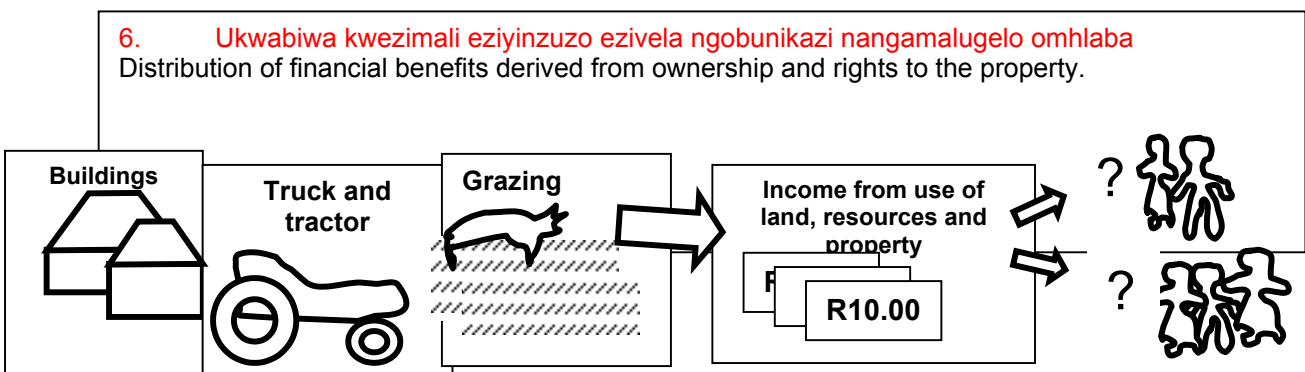 6. Ukwabiwa kwezimali eziyinzuzo ezivela ngobunikazi nangamalugelo omhlaba
Distribution of financial benefits derived from ownership and rights to the property.
Buildings
Truck and
tractor
Grazing
Income from use of
land, resources and
property
R
R10.00
?
?